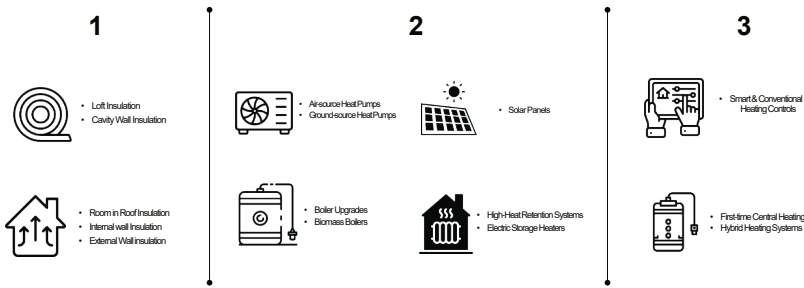 1
Loft Insulation
Cavity Wall Insulation
Room in Roof Insulation
Internal wall Insulation
External Wall insulation
2
Air-source Heat Pumps
Ground-source Heat Pumps
Solar Panels
Boiler Upgrades
Biomass Boilers
High-Heat Retention Systems
Electric Storage Heaters
3
Smart & Conventional
Heating Controls
First-time Central Heating
Hybrid Heating Systems